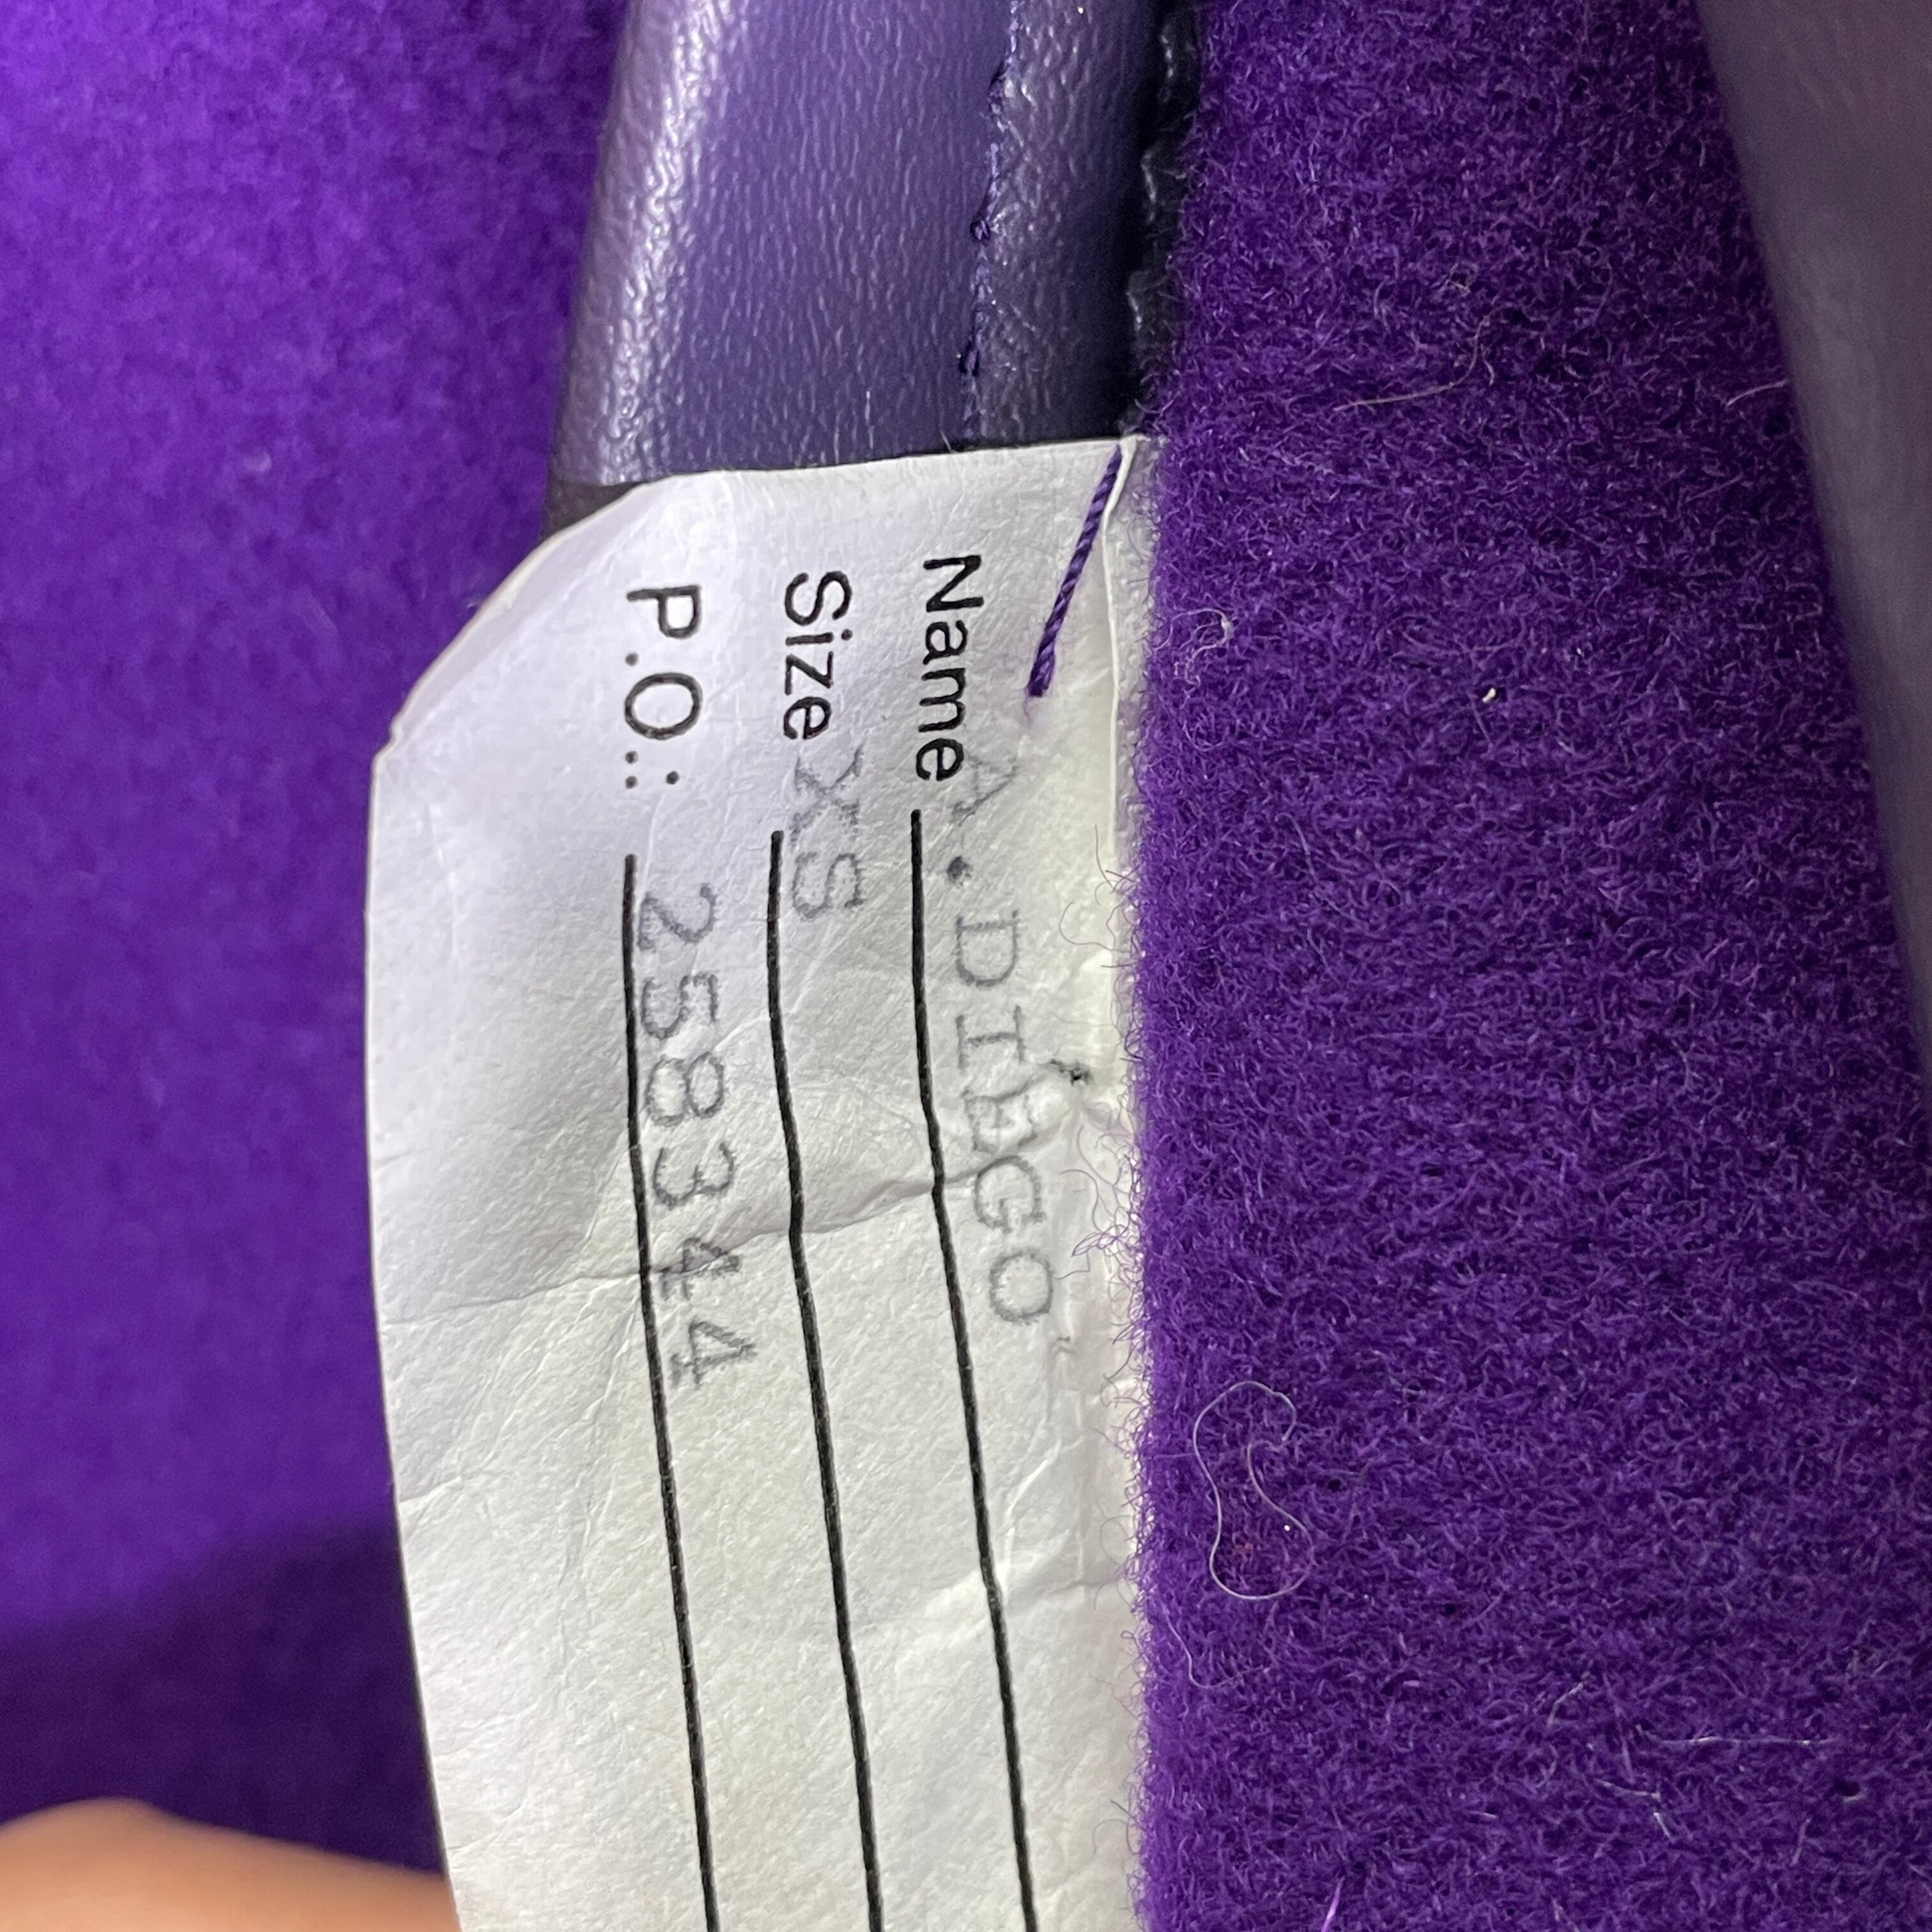 Name A. DIEGO
Size XS
P.O.: 258344